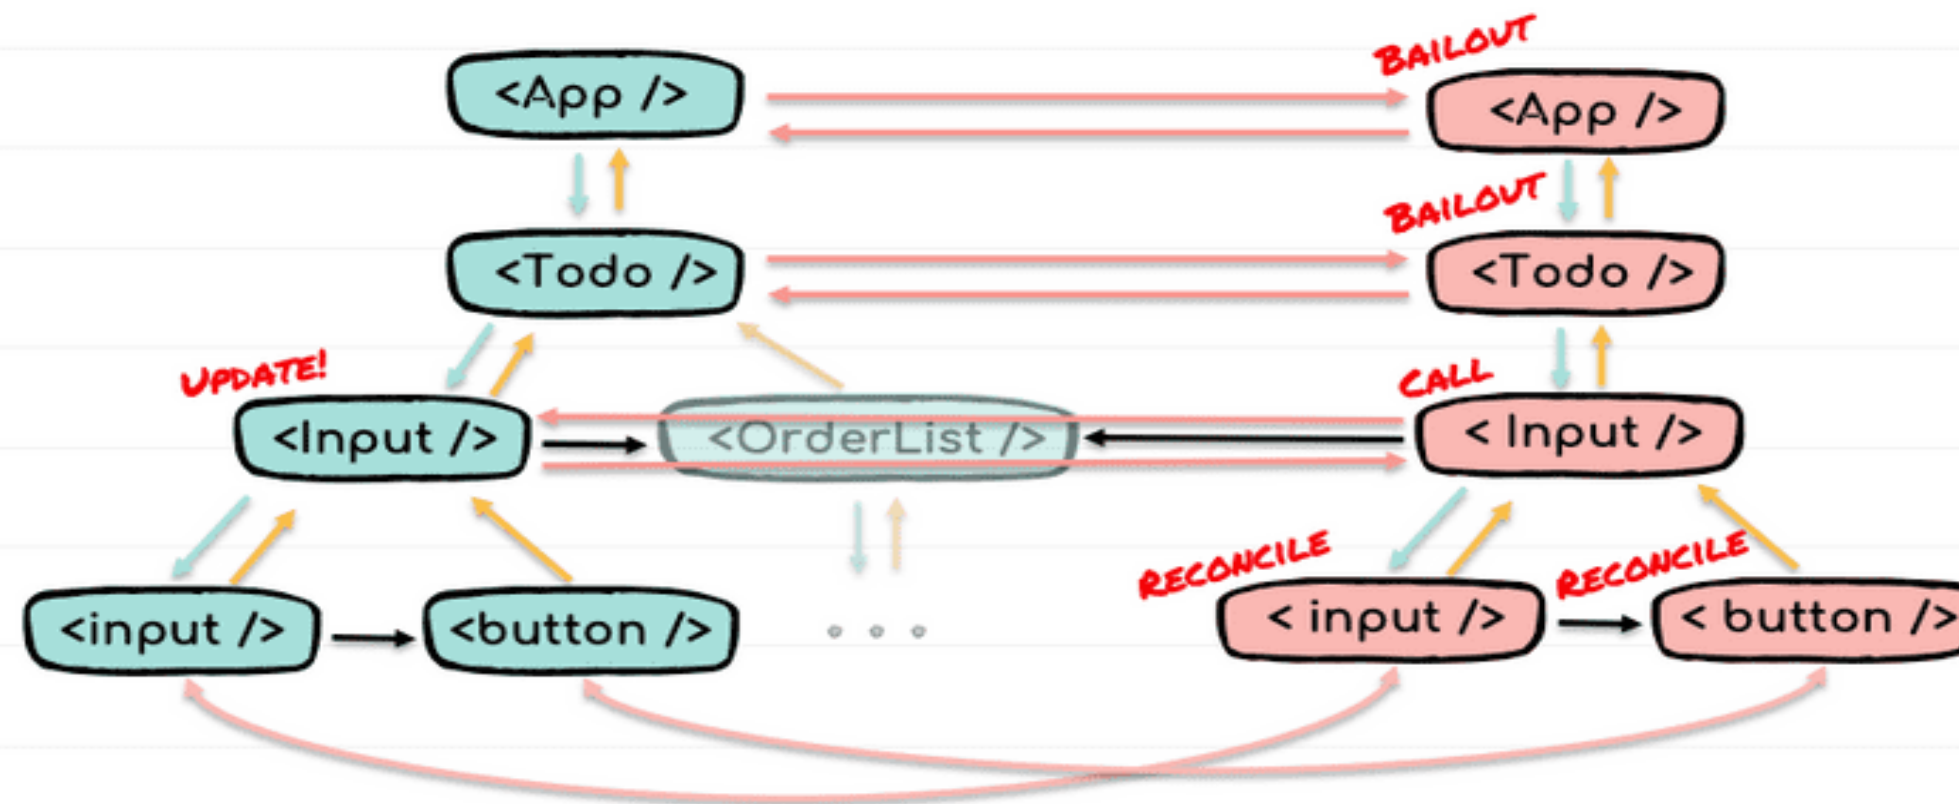 BAILOUT
<App />
<App />
BAILOUT
<Todo />
<Todo />
UPDATE!
CALL
<Input />
<OrderList />
< Input />
RECONCILE
RECONCILE
<input />
<button />
...
< input />
< button />